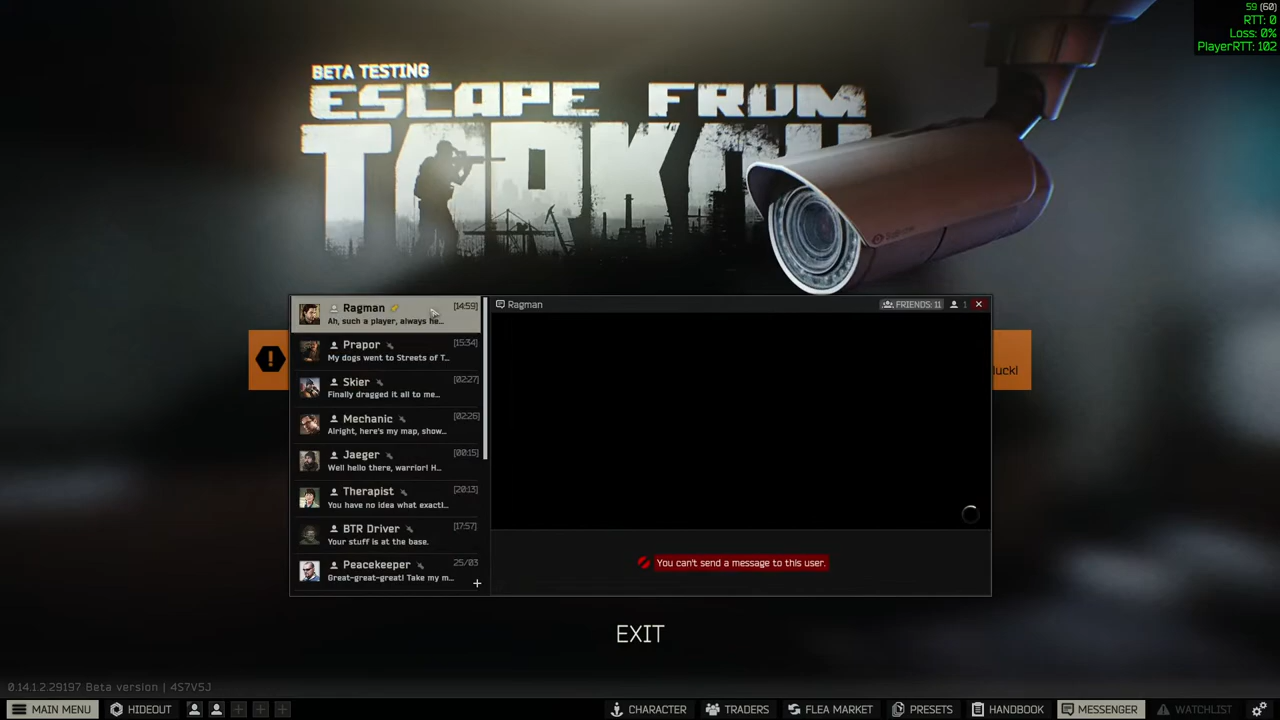 59 (60)
RTT: 0
Loss: 0%
PlayerRTT: 102
BETA TESTING
ESCAPE FROM
TARKOV
Ragman [14:59]
Ah, such a player, always he...
Prapor [15:34]
My dogs went to Streets of T...
Skier [02:27]
Finally dragged it all to me...
Mechanic [02:26]
Alright, here's my map, show...
Jaeger [00:15]
Well hello there, warrior! H...
Therapist [20:13]
You have no idea what exactl...
BTR Driver [17:57]
Your stuff is at the base.
Peacekeeper 25/03
Great-great-great! Take my m...
+
Ragman FRIENDS: 11 1
luck!
You can't send a message to this user.
EXIT
0.14.1.2.29197 Beta version | 4S7V5J
MAIN MENU HIDEOUT CHARACTER TRADERS FLEA MARKET PRESETS HANDBOOK MESSENGER WATCHLIST